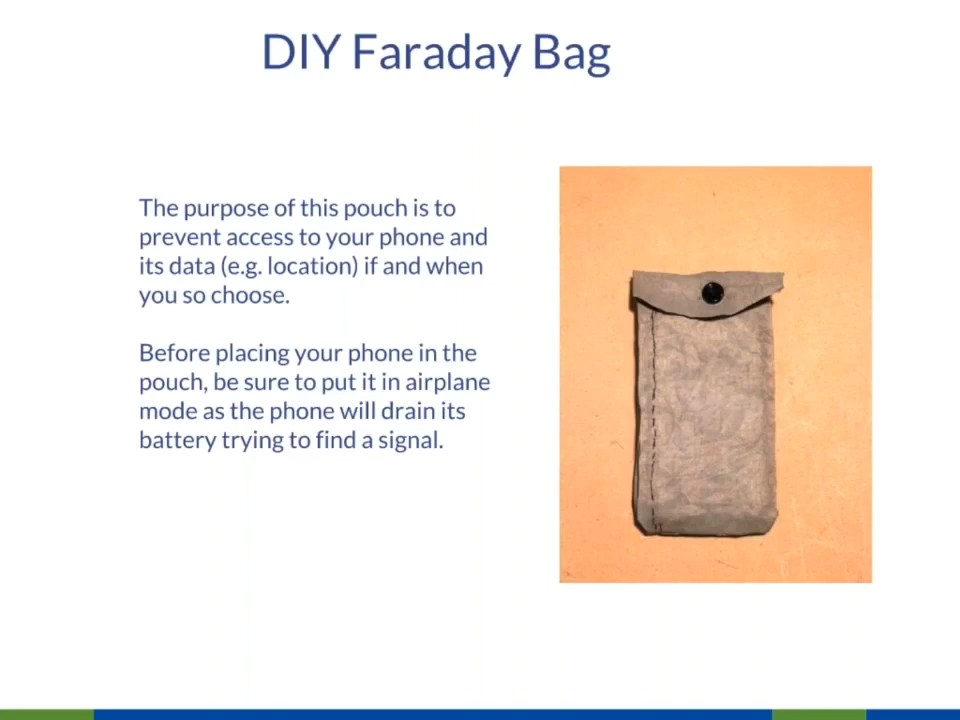 DIY Faraday Bag
The purpose of this pouch is to
prevent access to your phone and
its data (e.g. location) if and when
you so choose.
Before placing your phone in the
pouch, be sure to put it in airplane
mode as the phone will drain its
battery trying to find a signal.